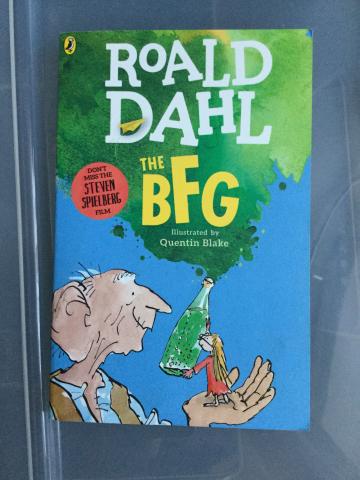 ROALD
DAHL
THE
BFG
DON'T
MISS THE
STEVEN
SPIELBERG
FILM
Illustrated by
Quentin Blake